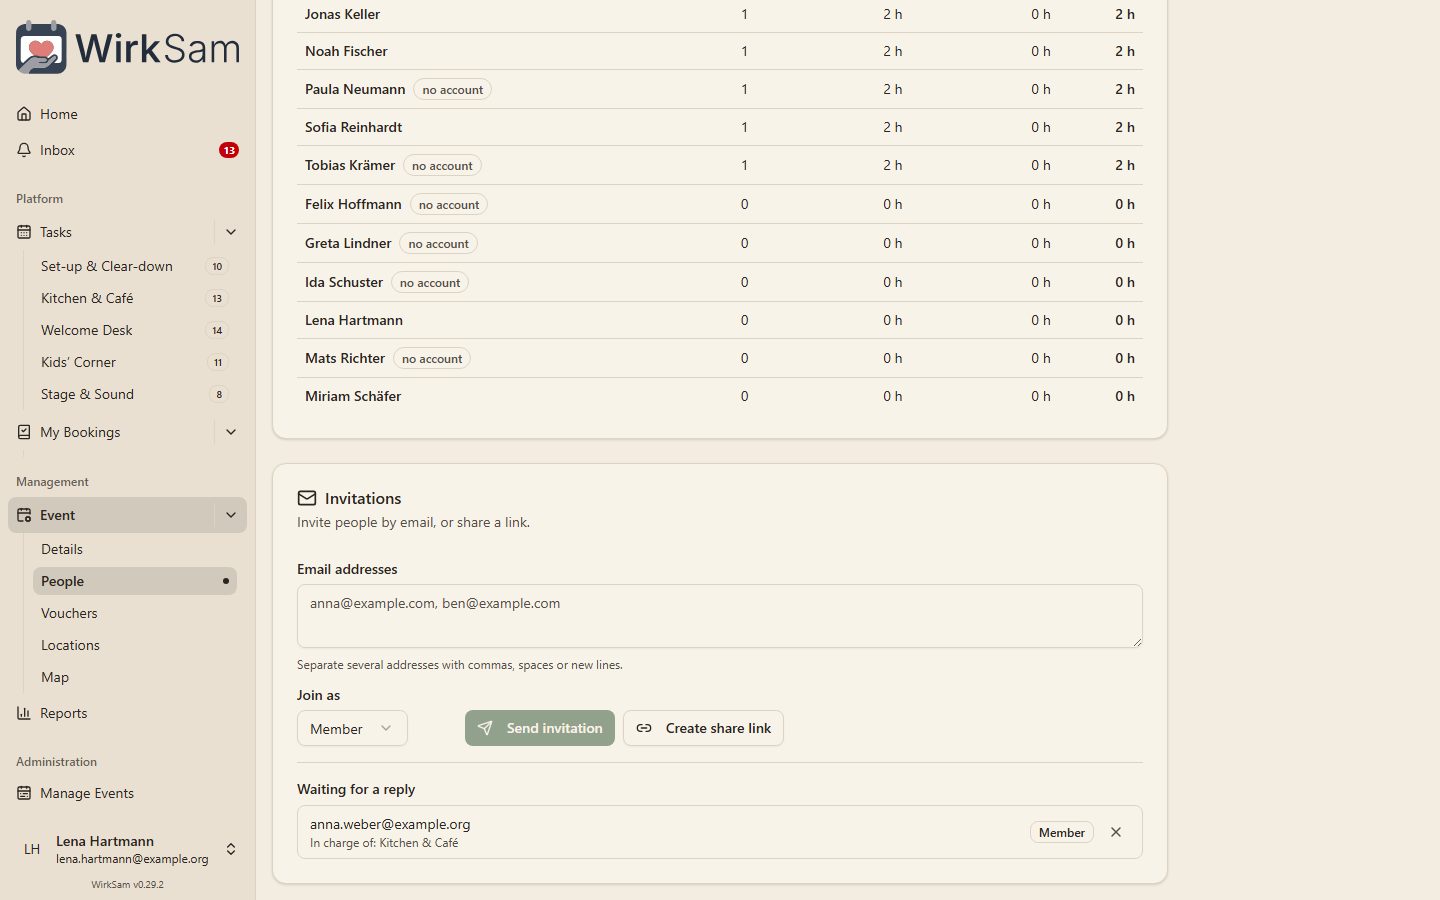 WirkSam
Home
Inbox 13
Platform
Tasks
Set-up & Clear-down 10
Kitchen & Café 13
Welcome Desk 14
Kids’ Corner 11
Stage & Sound 8
My Bookings
Management
Event
Details
People
Vouchers
Locations
Map
Reports
Administration
Manage Events
LH
Lena Hartmann
lena.hartmann@example.org
WirkSam v0.29.2
Jonas Keller 1 2 h 0 h 2 h
Noah Fischer 1 2 h 0 h 2 h
Paula Neumann no account 1 2 h 0 h 2 h
Sofia Reinhardt 1 2 h 0 h 2 h
Tobias Krämer no account 1 2 h 0 h 2 h
Felix Hoffmann no account 0 0 h 0 h 0 h
Greta Lindner no account 0 0 h 0 h 0 h
Ida Schuster no account 0 0 h 0 h 0 h
Lena Hartmann 0 0 h 0 h 0 h
Mats Richter no account 0 0 h 0 h 0 h
Miriam Schäfer 0 0 h 0 h 0 h
Invitations
Invite people by email, or share a link.
Email addresses
anna@example.com, ben@example.com
Separate several addresses with commas, spaces or new lines.
Join as
Member Send invitation Create share link
Waiting for a reply
anna.weber@example.org
In charge of: Kitchen & Café
Member